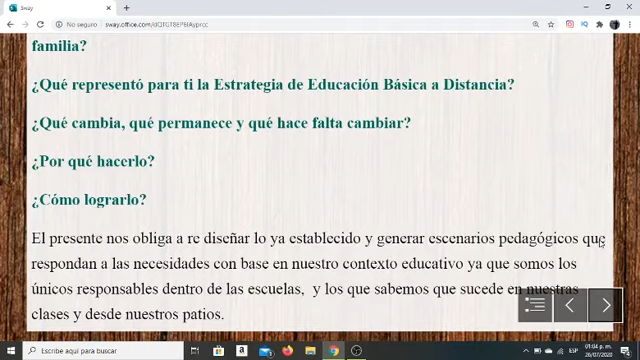 Sway
No seguro
sway.office.com/
familia?
¿Qué representó para ti la Estrategia de Educación Básica a Distancia?
¿Qué cambia, qué permanece y qué hace falta cambiar?
¿Por qué hacerlo?
¿Cómo lograrlo?
El presente nos obliga a re diseñar lo ya establecido y generar escenarios pedagógicos que
respondan a las necesidades con base en nuestro contexto educativo ya que somos los
únicos responsables dentro de las escuelas, y los que sabemos que sucede en nuestras
clases y desde nuestros patios.
Escribe aquí para buscar
ESP
01:04 p. m.
26/07/2020